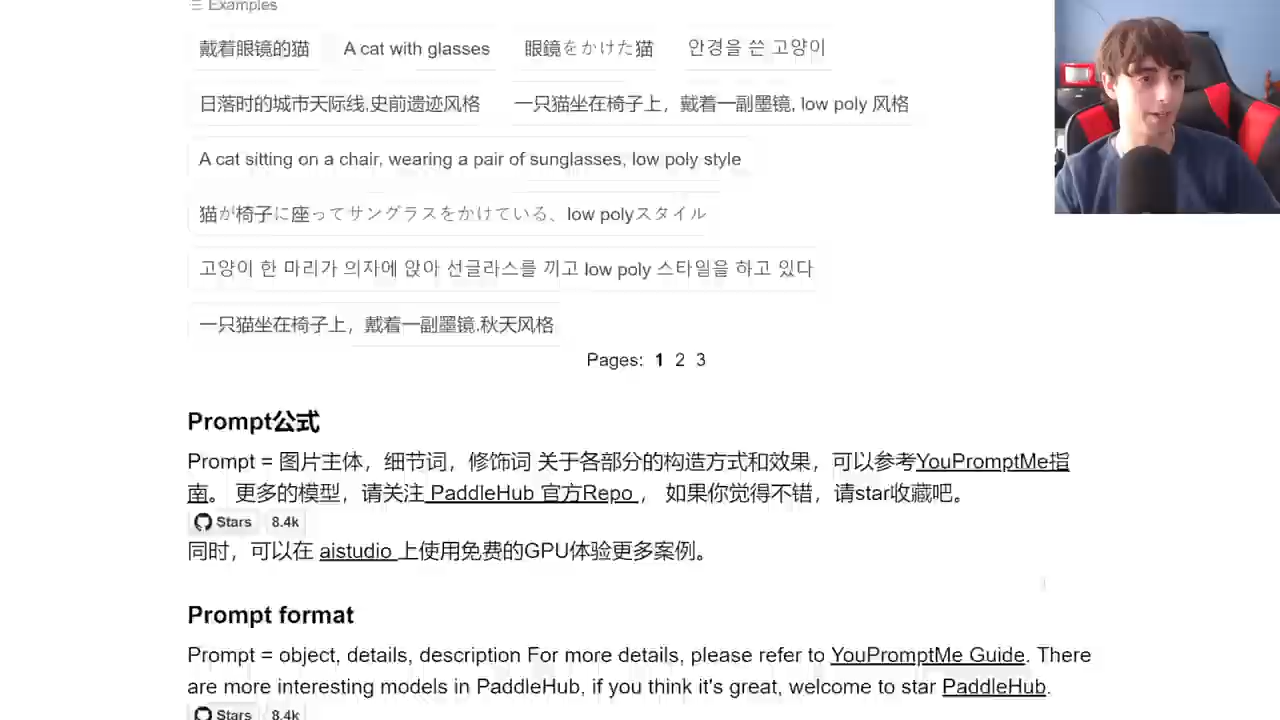 Examples
戴着眼镜的猫 A cat with glasses 眼鏡をかけた猫 안경을 쓴 고양이
日落时的城市天际线,史前遗迹风格 一只猫坐在椅子上，戴着一副墨镜, low poly 风格
A cat sitting on a chair, wearing a pair of sunglasses, low poly style
猫が椅子に座ってサングラスをかけている、low polyスタイル
고양이 한 마리가 의자에 앉아 선글라스를 끼고 low poly 스타일을 하고 있다
一只猫坐在椅子上，戴着一副墨镜,秋天风格
Pages: 1 2 3
Prompt公式
Prompt = 图片主体，细节词，修饰词 关于各部分的构造方式和效果，可以参考YouPromptMe指
南。 更多的模型，请关注 PaddleHub 官方Repo ， 如果你觉得不错，请star收藏吧。
Stars 8.4k
同时，可以在 aistudio 上使用免费的GPU体验更多案例。
Prompt format
Prompt = object, details, description For more details, please refer to YouPromptMe Guide. There
are more interesting models in PaddleHub, if you think it's great, welcome to star PaddleHub.
Stars 8.4k